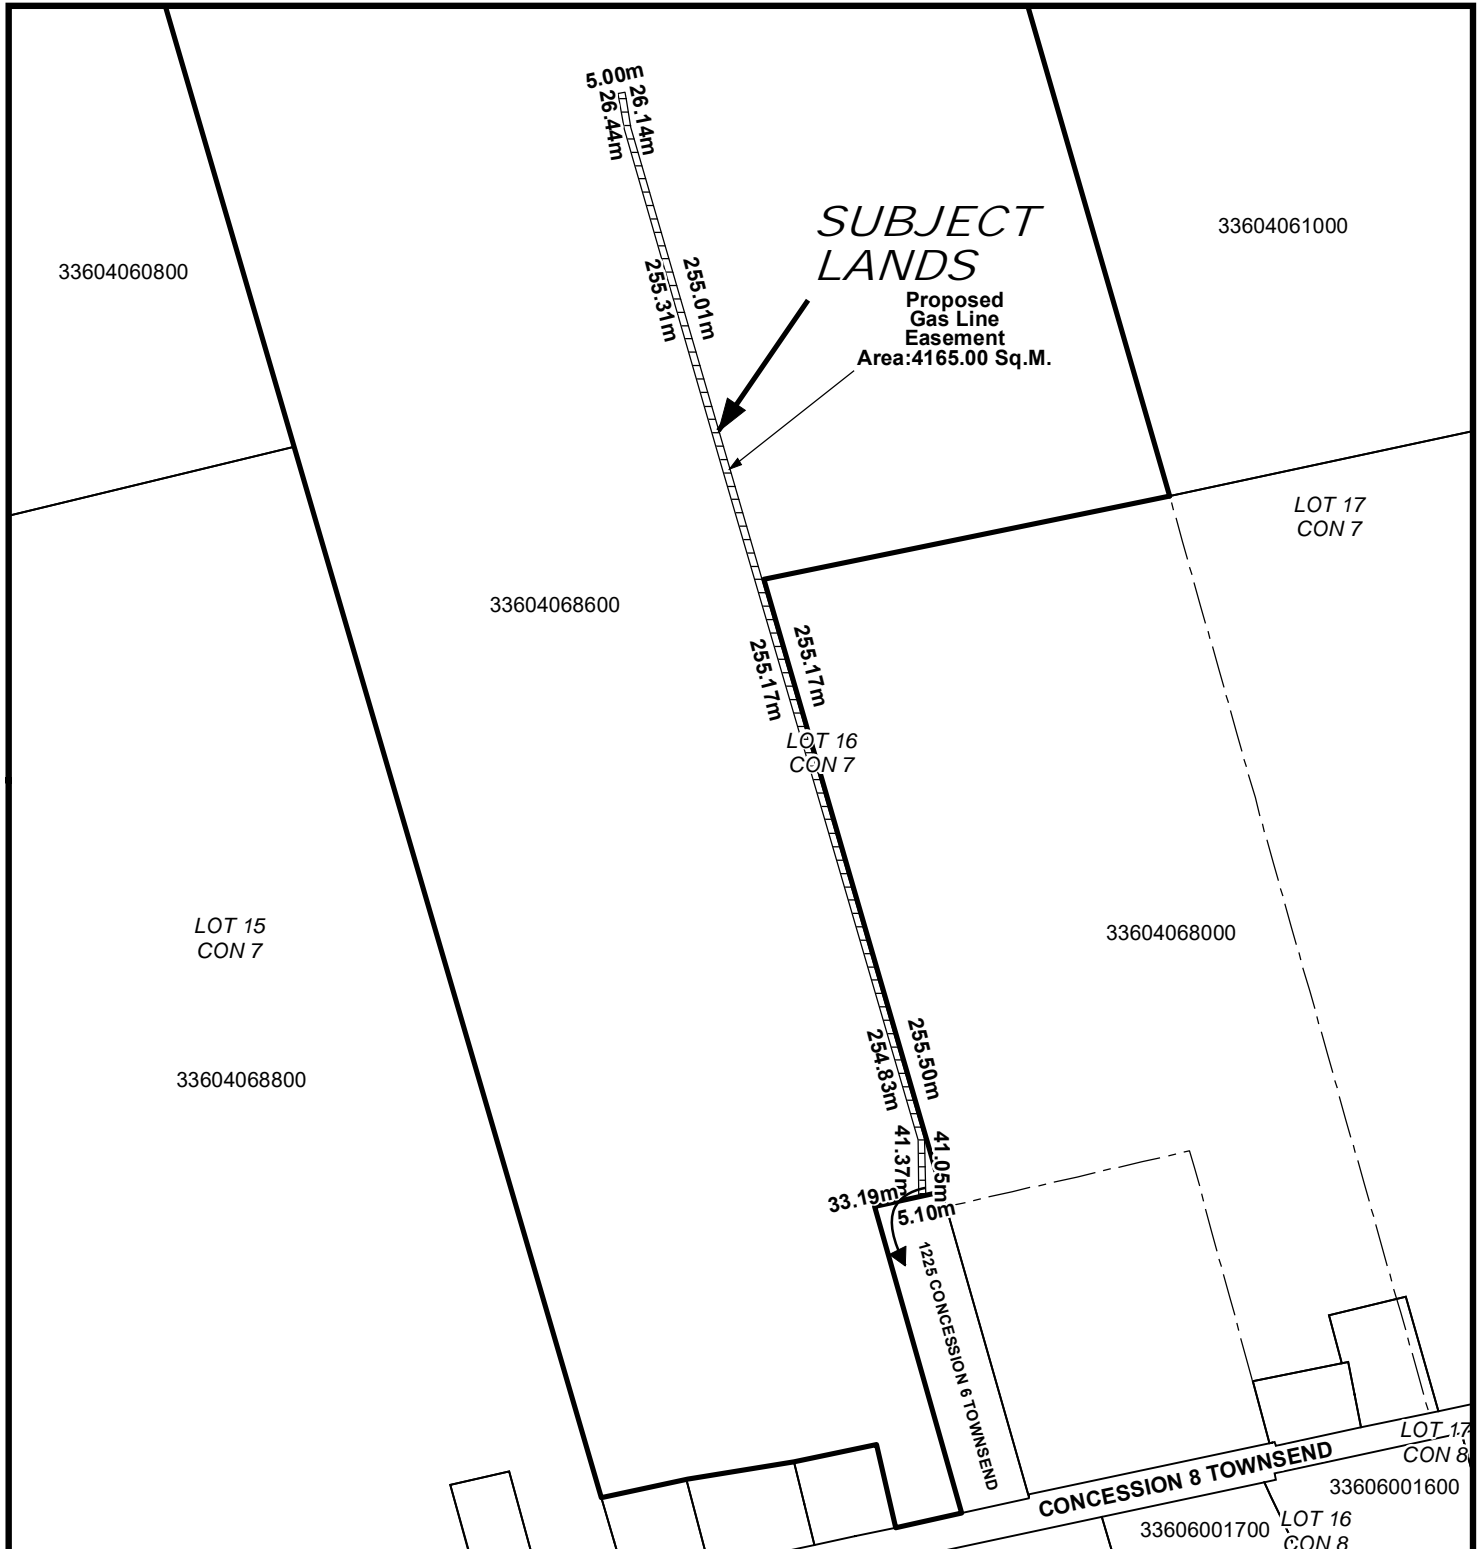 5.00m
26.44m
26.14m
SUBJECT
LANDS
33604061000
33604060800
255.31m
255.01m
Proposed
Gas Line
Easement
Area:4165.00 Sq.M.
LOT 17
CON 7
33604068600
255.17m
255.17m
LOT 16
CON 7
LOT 15
CON 7
33604068000
33604068800
254.83m
255.50m
41.37m
41.05m
33.19m
5.10m
1225 CONCESSION 6 TOWNSEND
CONCESSION 8 TOWNSEND
LOT 17
CON 8
33606001600
33606001700
LOT 16
CON 8